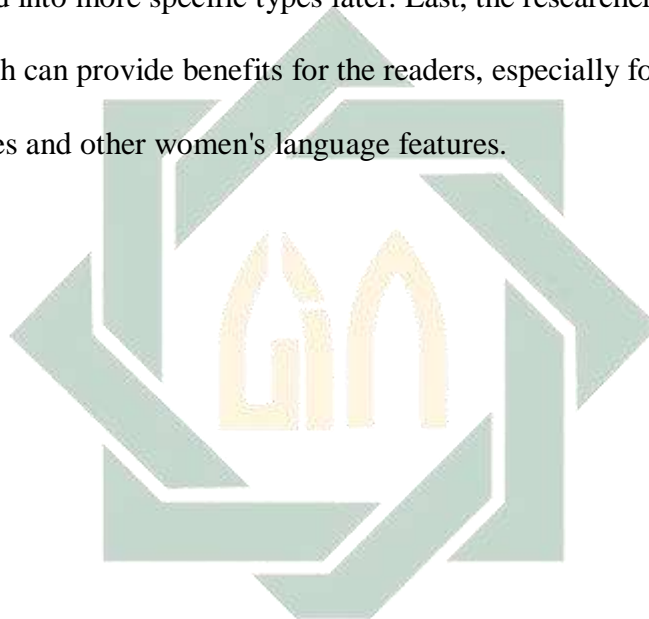 d into more specific types later. Last, the researcher
h can provide benefits for the readers, especially fo
es and other women's language features.